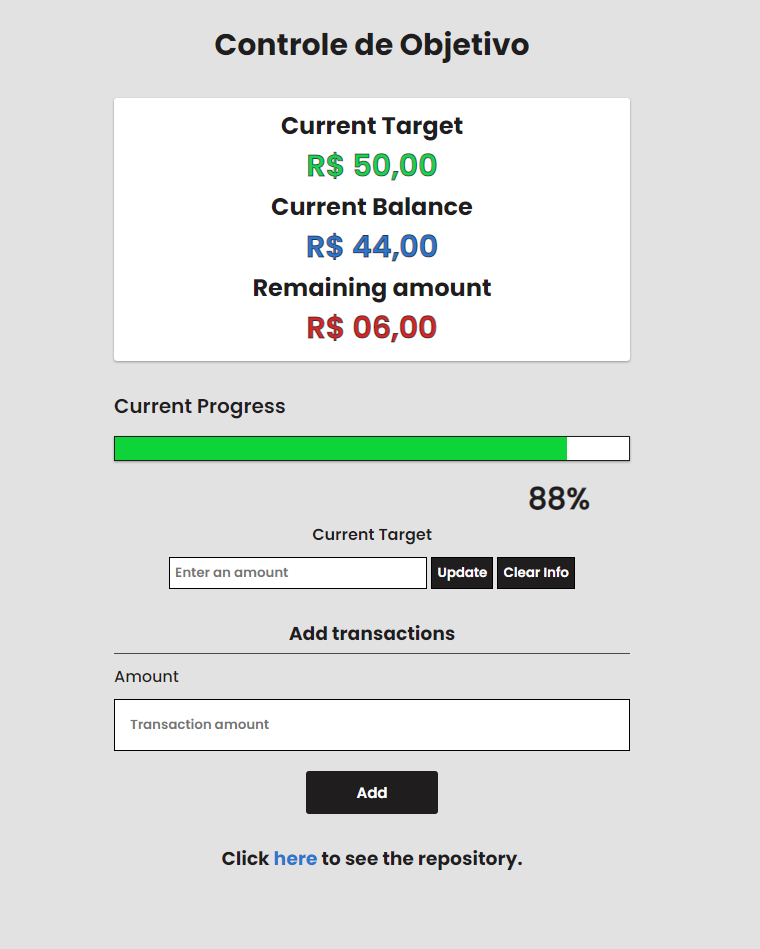 Controle de Objetivo
Current Target
R$ 50,00
Current Balance
R$ 44,00
Remaining amount
R$ 06,00
Current Progress
88%
Current Target
Enter an amount Update Clear Info
Add transactions
Amount
Transaction amount
Add
Click here to see the repository.